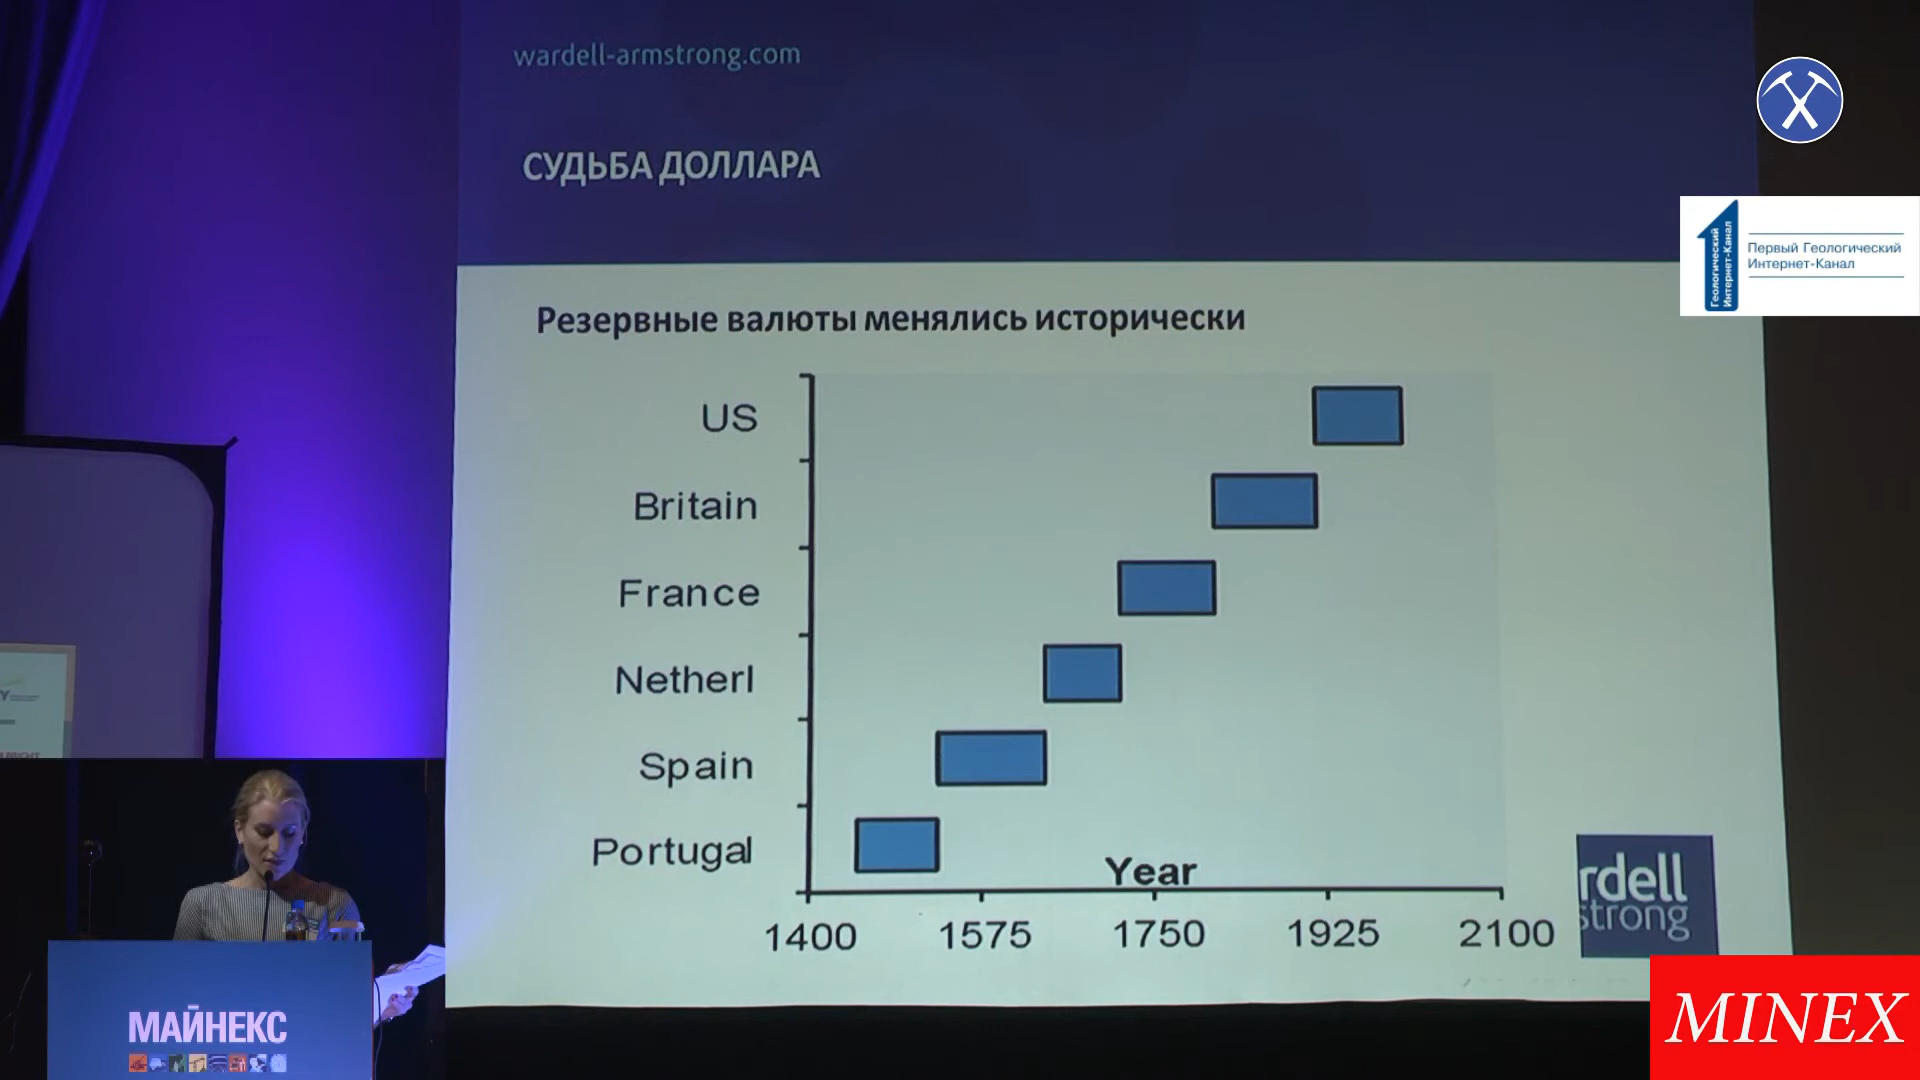 wardell-armstrong.com
СУДЬБА ДОЛЛАРА
Геологический
Интернет-Канал
Первый Геологический
Интернет-Канал
Резервные валюты менялись исторически
US
Britain
France
Netherl
Spain
Portugal
Year
1400
1575
1750
1925
2100
rdell
strong
МАЙНЕКС
MINEX